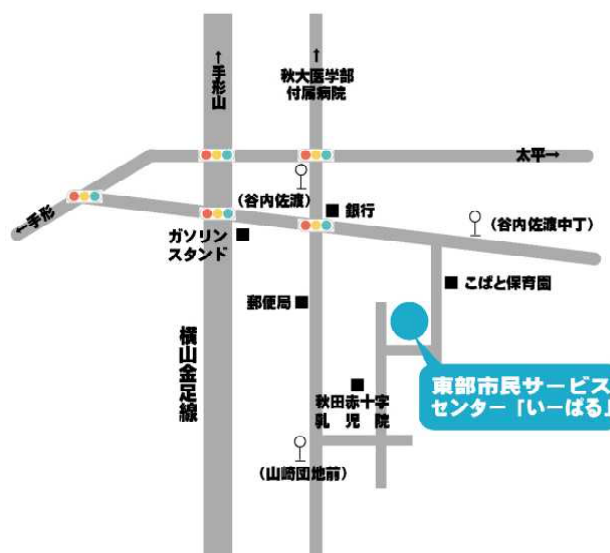 ↑手形山
↑
秋大医学部
付属病院
太平→
(谷内佐渡)
銀行
(谷内佐渡中丁)
←手形
ガソリン
スタンド
こばと保育園
郵便局
横山金足線
東部市民サービス
センター「いーぱる」
秋田赤十字
乳児院
(山崎団地前)